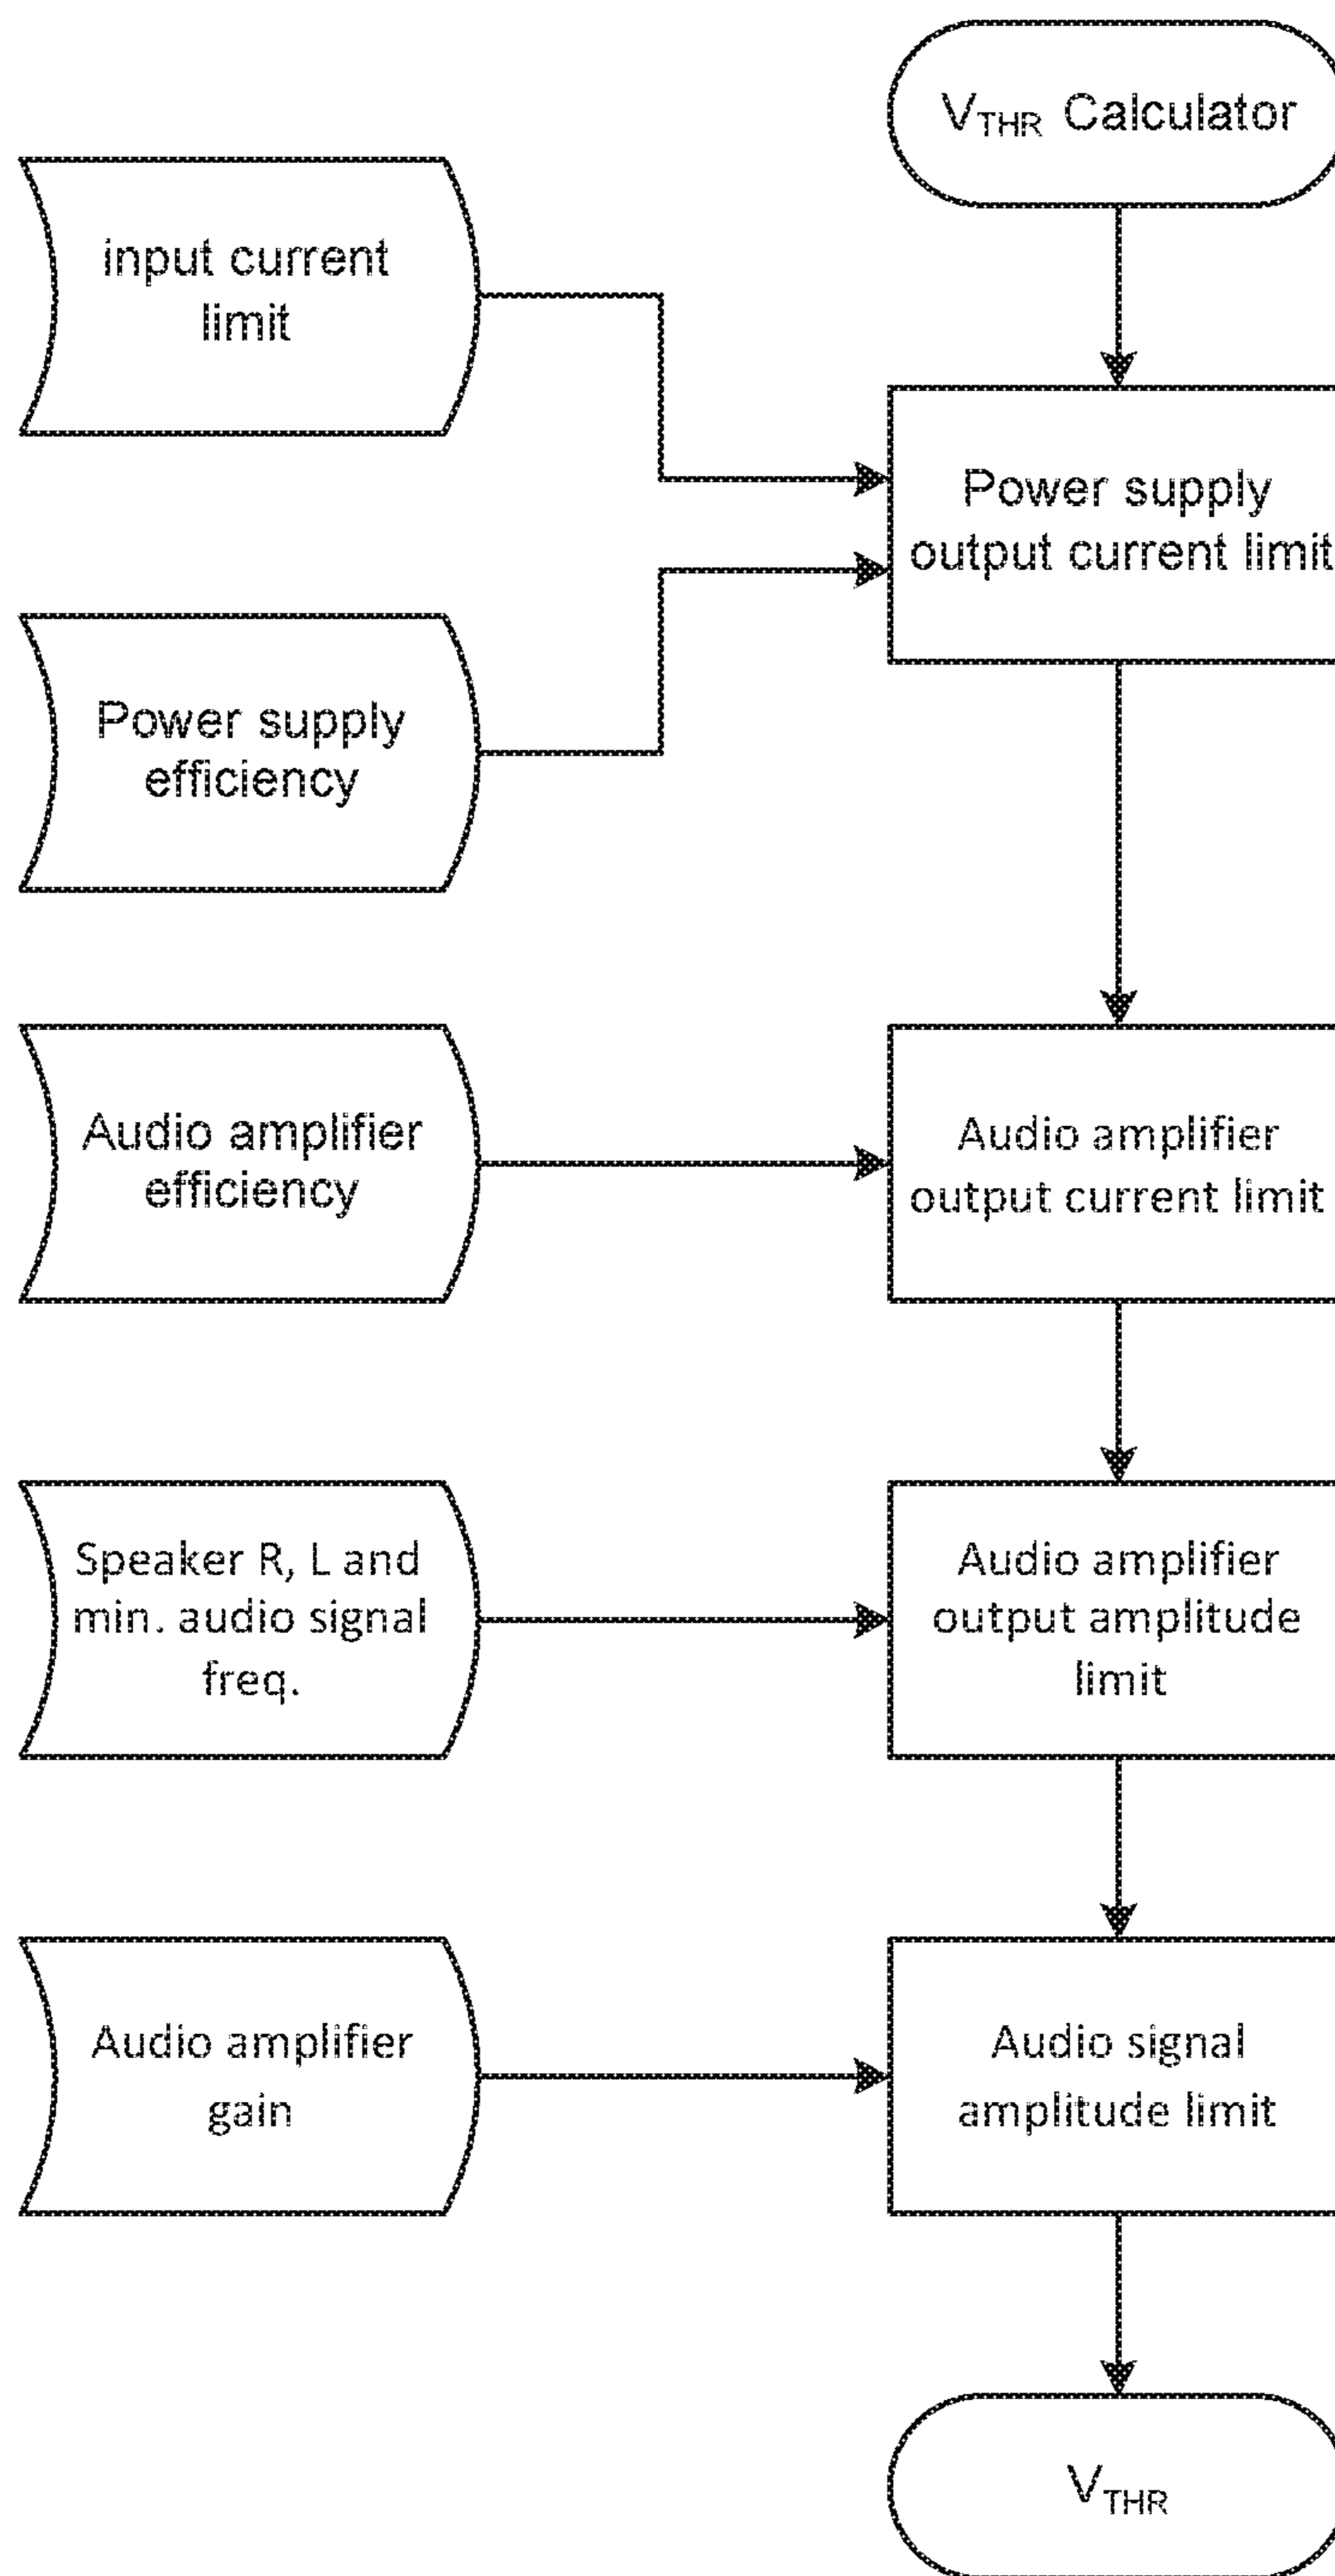 V_THR Calculator
input current
limit
Power supply
output current limit
Power supply
efficiency
Audio amplifier
efficiency
Audio amplifier
output current limit
Speaker R, L and
min. audio signal
freq.
Audio amplifier
output amplitude
limit
Audio amplifier
gain
Audio signal
amplitude limit
V_THR